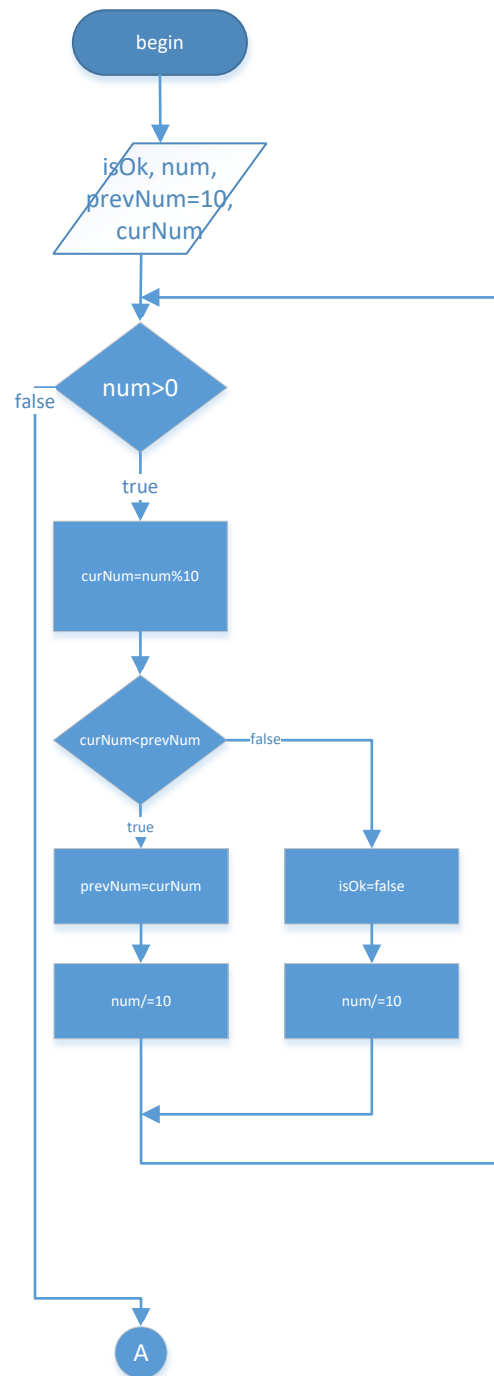 begin
isOk, num,
prevNum=10,
curNum
num>0
false
true
curNum=num%10
curNum<prevNum
false
true
prevNum=curNum
isOk=false
num/=10
num/=10
A